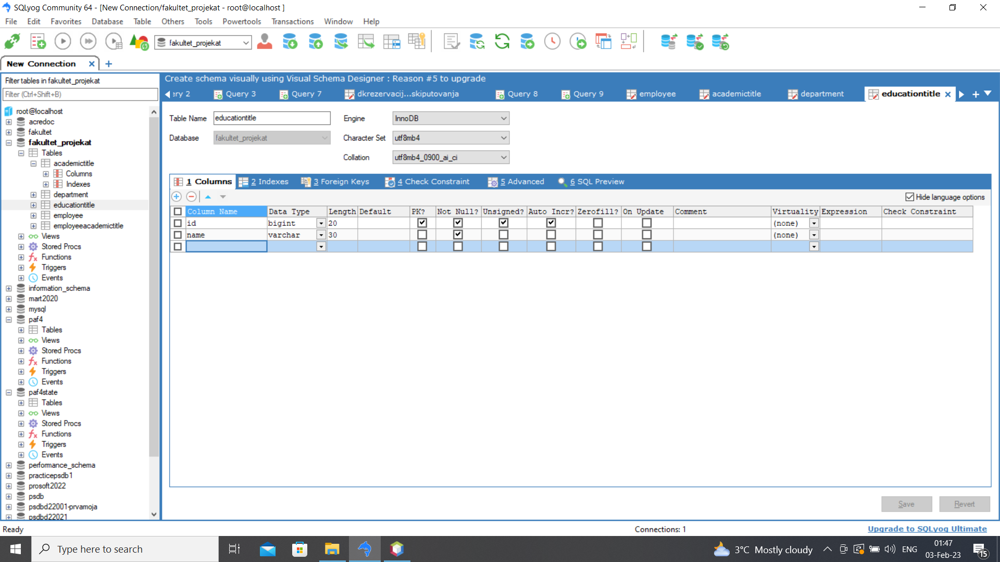 SQLyog Community 64 - [New Connection/fakultet_projekat - root@localhost ]
File Edit Favorites Database Table Others Tools Powertools Transactions Window Help
fakultet_projekat
New Connection
Filter tables in fakultet_projekat
Filter (Ctrl+Shift+B)
root@localhost
acredoc
fakultet
fakultet_projekat
Tables
academictitle
Columns
Indexes
department
educationtitle
employee
employeeacademictitle
Views
Stored Procs
Functions
Triggers
Events
information_schema
mart2020
mysql
paf4
Tables
Views
Stored Procs
Functions
Triggers
Events
paf4state
Tables
Views
Stored Procs
Functions
Triggers
Events
performance_schema
practicepsdb1
prosoft2022
psdb
psdbd22001-prvamoja
psdbd22021
Create schema visually using Visual Schema Designer : Reason #5 to upgrade
ery 2 Query 3 Query 7 dkrezervacij...skiputovanja Query 8 Query 9 employee academictitle department educationtitle
Table Name educationtitle Engine InnoDB
Database fakultet_projekat Character Set utf8mb4
Collation utf8mb4_0900_ai_ci
1 Columns 2 Indexes 3 Foreign Keys 4 Check Constraint 5 Advanced 6 SQL Preview
Hide language options
Column Name Data Type Length Default PK? Not Null? Unsigned? Auto Incr? Zerofill? On Update Comment Virtuality Expression Check Constraint
id bigint 20 (none)
name varchar 30 (none)
Save Revert
Ready Connections: 1 Upgrade to SQLyog Ultimate
Type here to search 3°C Mostly cloudy ENG 01:47 03-Feb-23 15